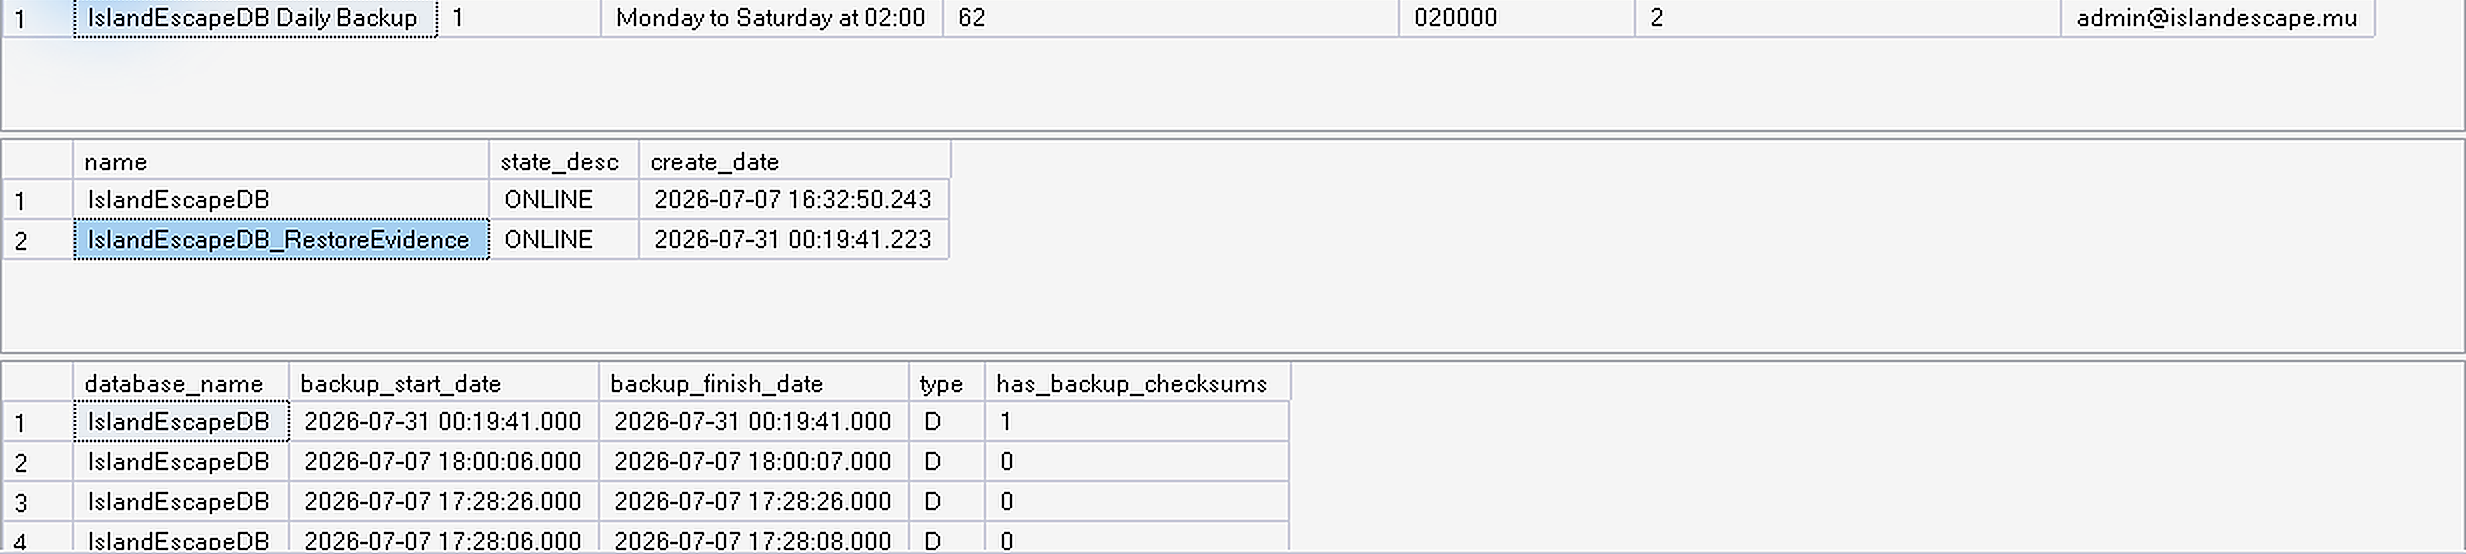 1 IslandEscapeDB Daily Backup 1 Monday to Saturday at 02:00 62 020000 2 admin@islandescape.mu
name state_desc create_date
1 IslandEscapeDB ONLINE 2026-07-07 16:32:50.243
2 IslandEscapeDB_RestoreEvidence ONLINE 2026-07-31 00:19:41.223
database_name backup_start_date backup_finish_date type has_backup_checksums
1 IslandEscapeDB 2026-07-31 00:19:41.000 2026-07-31 00:19:41.000 D 1
2 IslandEscapeDB 2026-07-07 18:00:06.000 2026-07-07 18:00:07.000 D 0
3 IslandEscapeDB 2026-07-07 17:28:26.000 2026-07-07 17:28:26.000 D 0
4 IslandEscapeDB 2026-07-07 17:28:06.000 2026-07-07 17:28:08.000 D 0